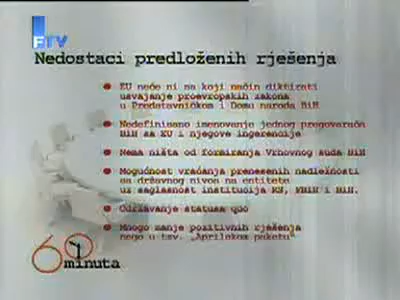 FTV
Nedostaci predloženih rješenja
EU neće ni na koji način diktirati
usvajanje proevropskih zakona
u Predstavničkom i Domu naroda BiH
Nedefinisano imenovanje jednog pregovarača
BiH sa EU i njegove ingerencije
Nema ništa od formiranja Vrhovnog suda BiH
Mogućnost vraćanja prenesenih nadležnosti
sa državnog nivoa na entitete
uz saglasnost institucija RS, FBiH i BiH.
Održavanje statusa quo
Mnogo manje pozitivnih rješenja
nego u tzv. „Aprilskom paketu“
60 minuta